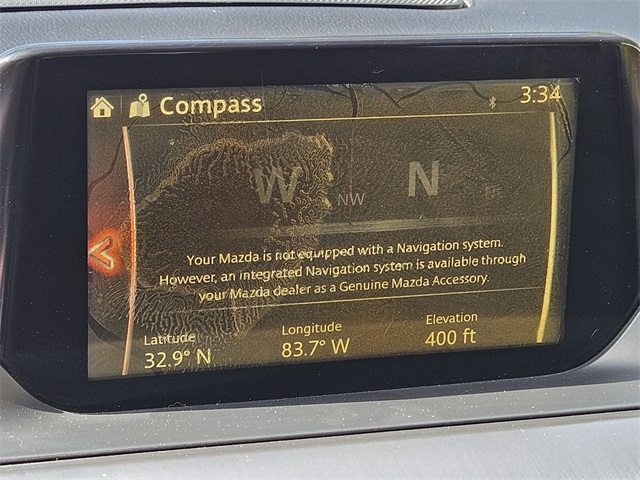 Compass
3:34
W NW N
Your Mazda is not equipped with a Navigation system.
However, an integrated Navigation system is available through
your Mazda dealer as a Genuine Mazda Accessory.
Latitude Longitude Elevation
32.9° N 83.7° W 400 ft